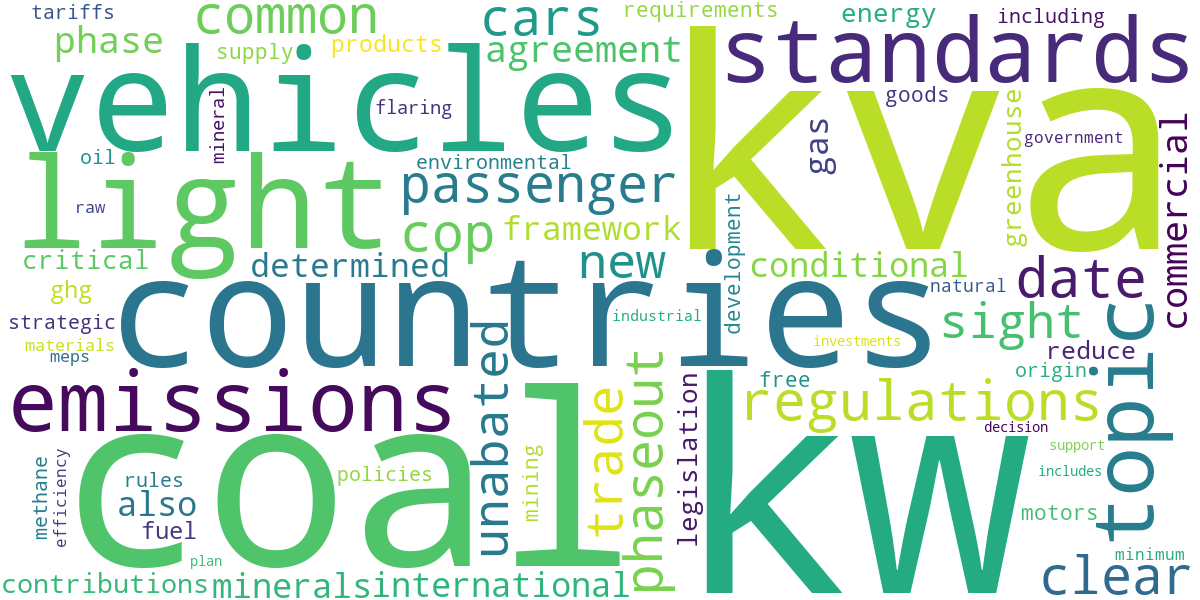 tariffs
common
cars
requirements
energy
including
phase
supply
products
agreement
standards
vehicles
mineral
flaring
kva
goods
gas
greenhouse
government
commercial
oil
environmental
light
passenger
raw
cop
framework
development
critical
determined
new
conditional
date
natural
ghg
countries
sight
strategic
industrial
materials
meps
investments
reduce
topic
emissions
unabated
phaseout
free
origin
trade
legislation
regulations
decision
coal
kw
support
methane
efficiency
rules
policies
mining
includes
also
fuel
motors
plan
minimum
contributions
minerals
international
clear